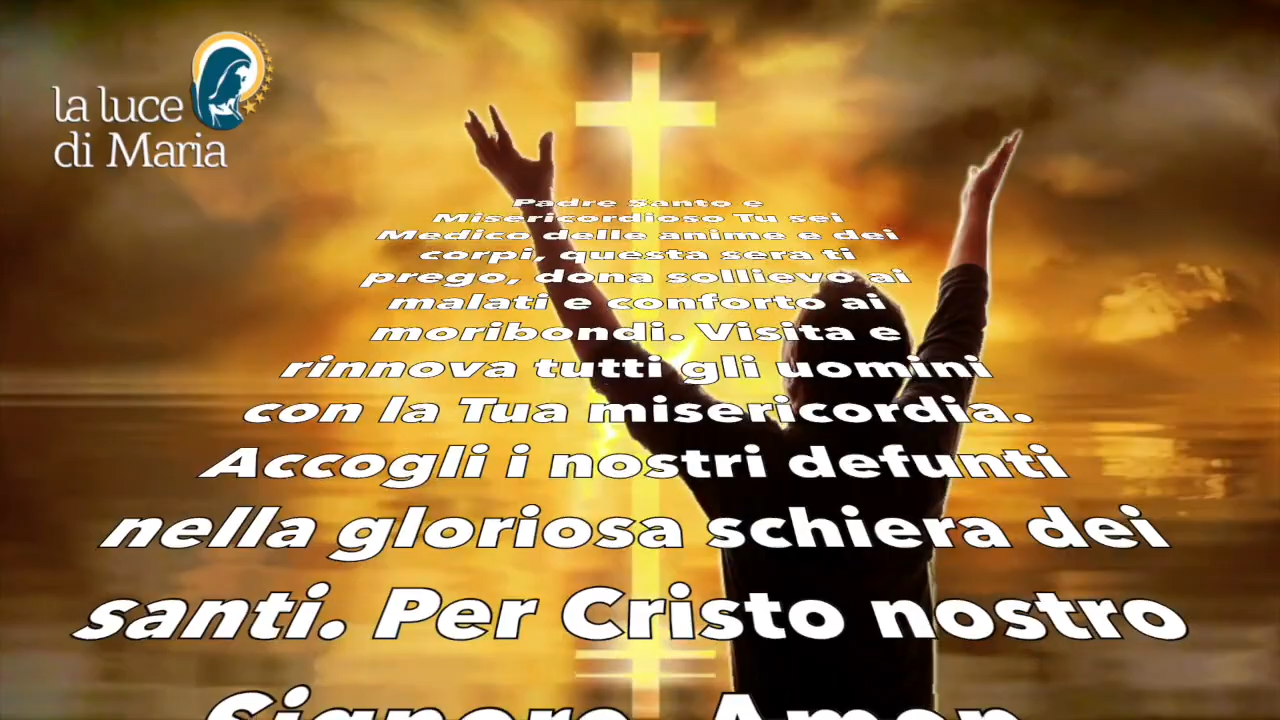 la luce
di Maria
Padre Santo e
Misericordioso Tu sei
Medico delle anime e dei
corpi, questa sera ti
prego, dona sollievo ai
malati e conforto ai
moribondi. Visita e
rinnova tutti gli uomini
con la Tua misericordia.
Accogli i nostri defunti
nella gloriosa schiera dei
santi. Per Cristo nostro
Signore. Amen